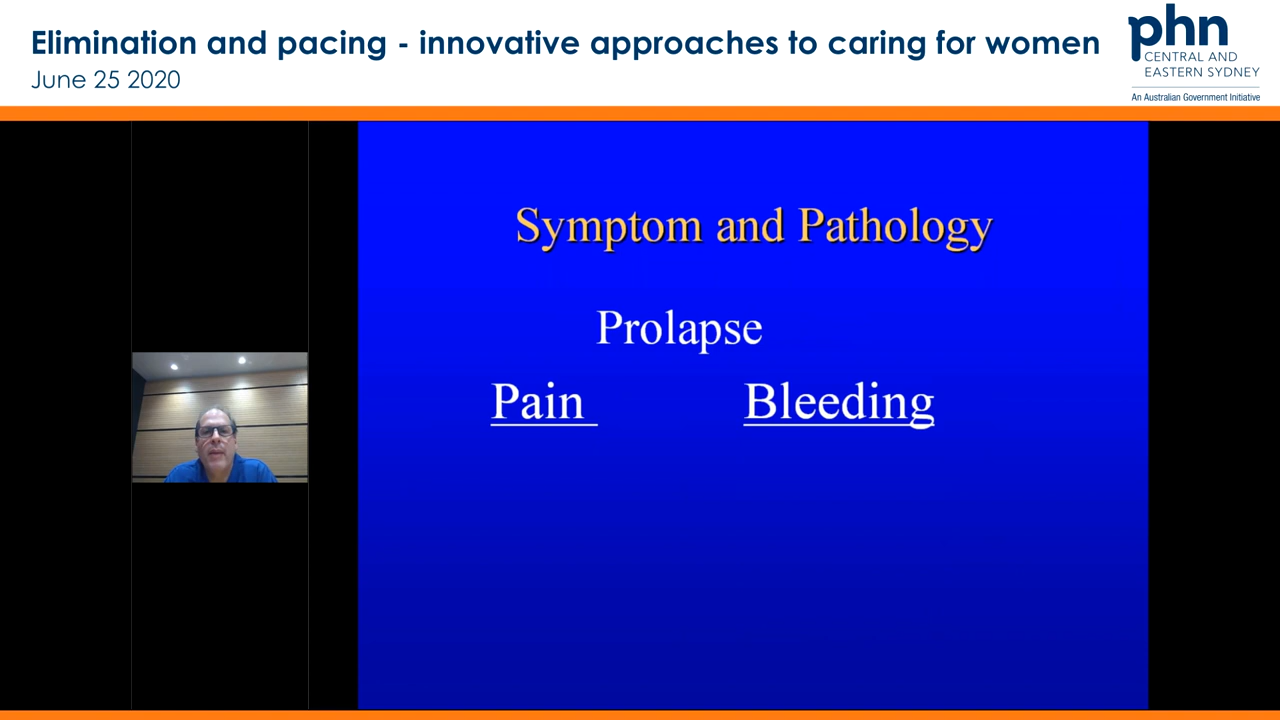 Elimination and pacing - innovative approaches to caring for women
June 25 2020
phn
CENTRAL AND
EASTERN SYDNEY
An Australian Government Initiative
Symptom and Pathology
Prolapse
Pain Bleeding